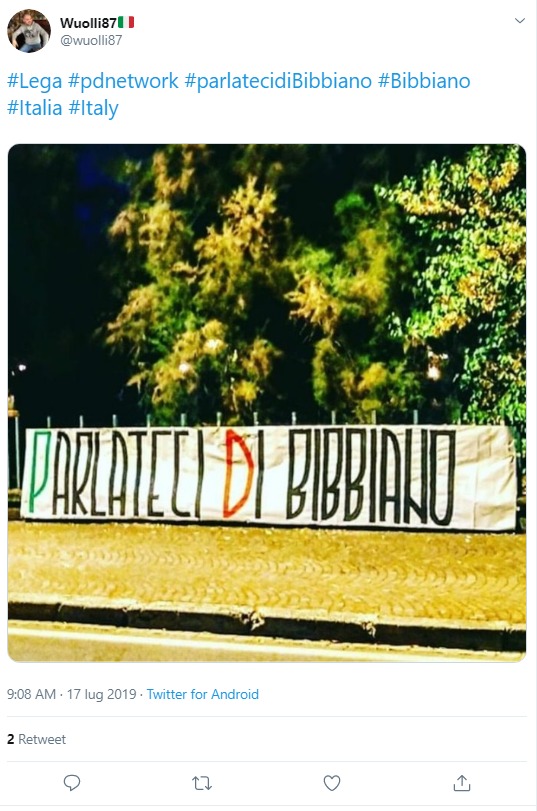 Wuolli87
@wuolli87
#Lega #pdnetwork #parlatecidiBibbiano #Bibbiano
#Italia #Italy
PARLATECI DI BIBBIANO
9:08 AM · 17 lug 2019 · Twitter for Android
2 Retweet